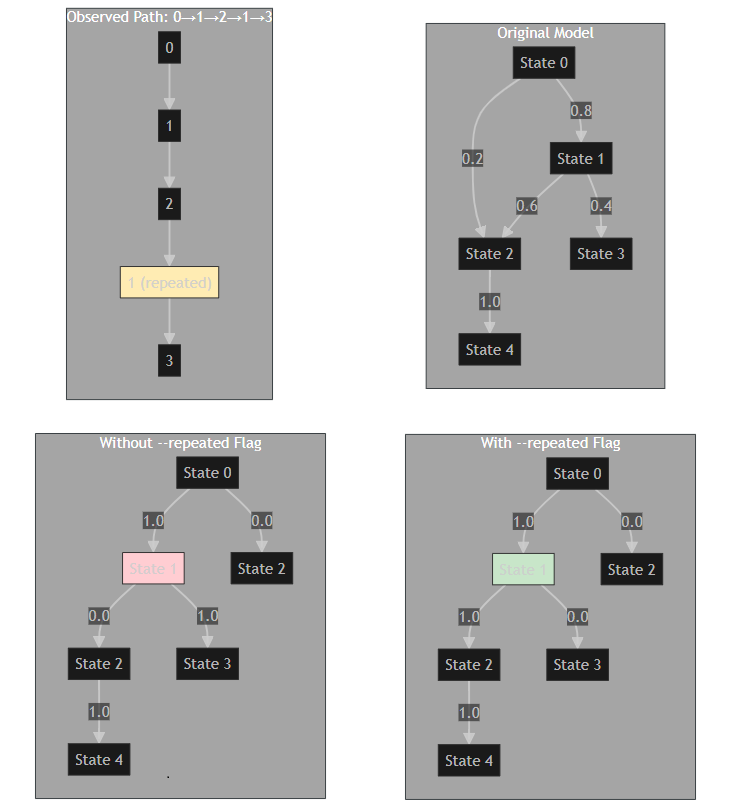 Observed Path: 0→1→2→1→3
0
1
2
1 (repeated)
3
Original Model
State 0
0.8
0.2
State 1
0.6
0.4
State 2
State 3
1.0
State 4
Without --repeated Flag
State 0
1.0
0.0
State 1
State 2
0.0
1.0
State 2
State 3
1.0
State 4
With --repeated Flag
State 0
1.0
0.0
State 1
State 2
1.0
0.0
State 2
State 3
1.0
State 4